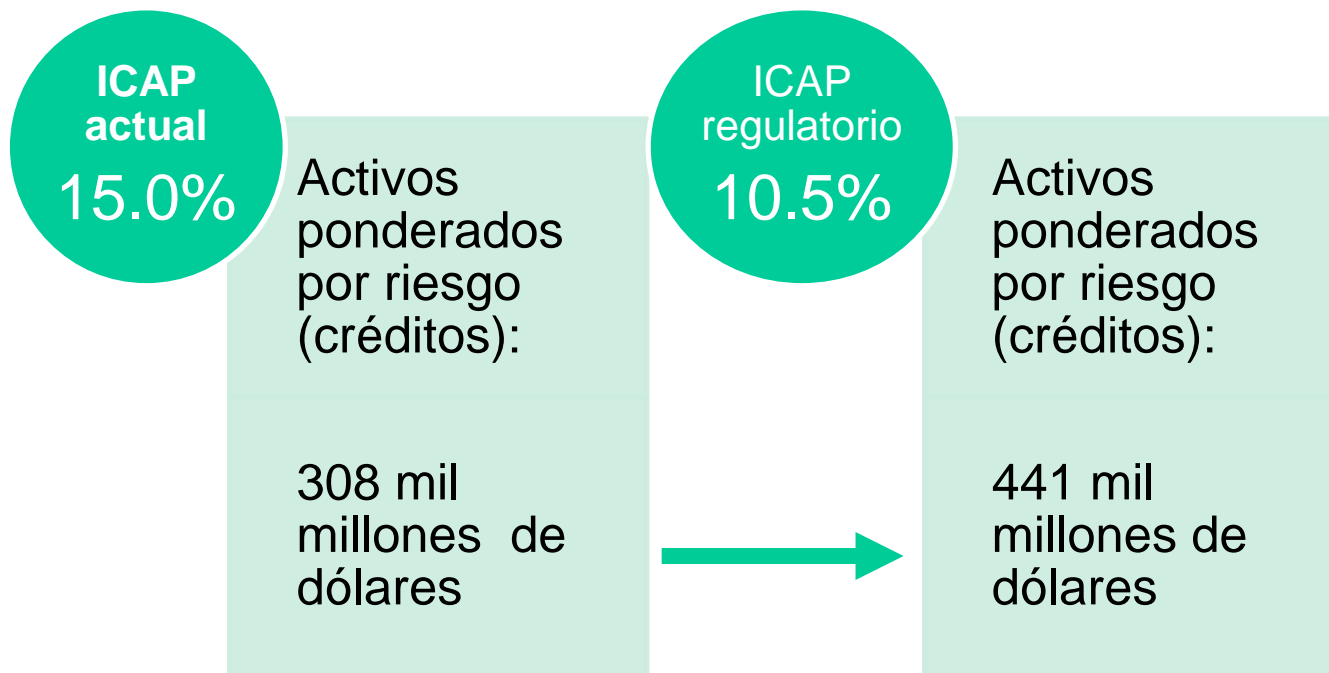 ICAP
actual
15.0%
Activos
ponderados
por riesgo
(créditos):
308 mil
millones de
dólares
ICAP
regulatorio
10.5%
Activos
ponderados
por riesgo
(créditos):
441 mil
millones de
dólares